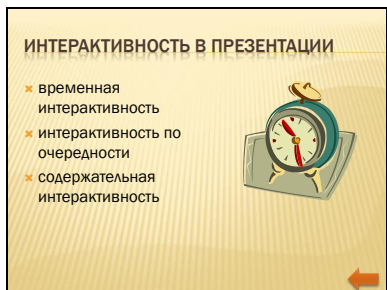 ИНТЕРАКТИВНОСТЬ В ПРЕЗЕНТАЦИИ
временная
интерактивность
интерактивность по
очередности
содержательная
интерактивность